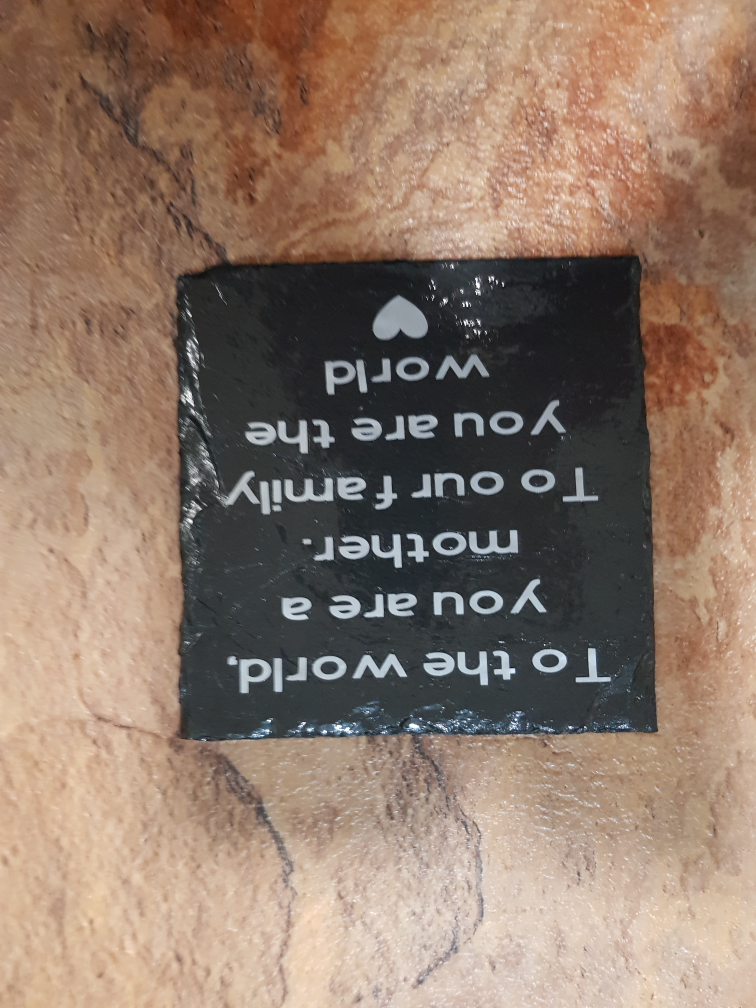 To the world,
you are a
mother.
To our family
you are the
world